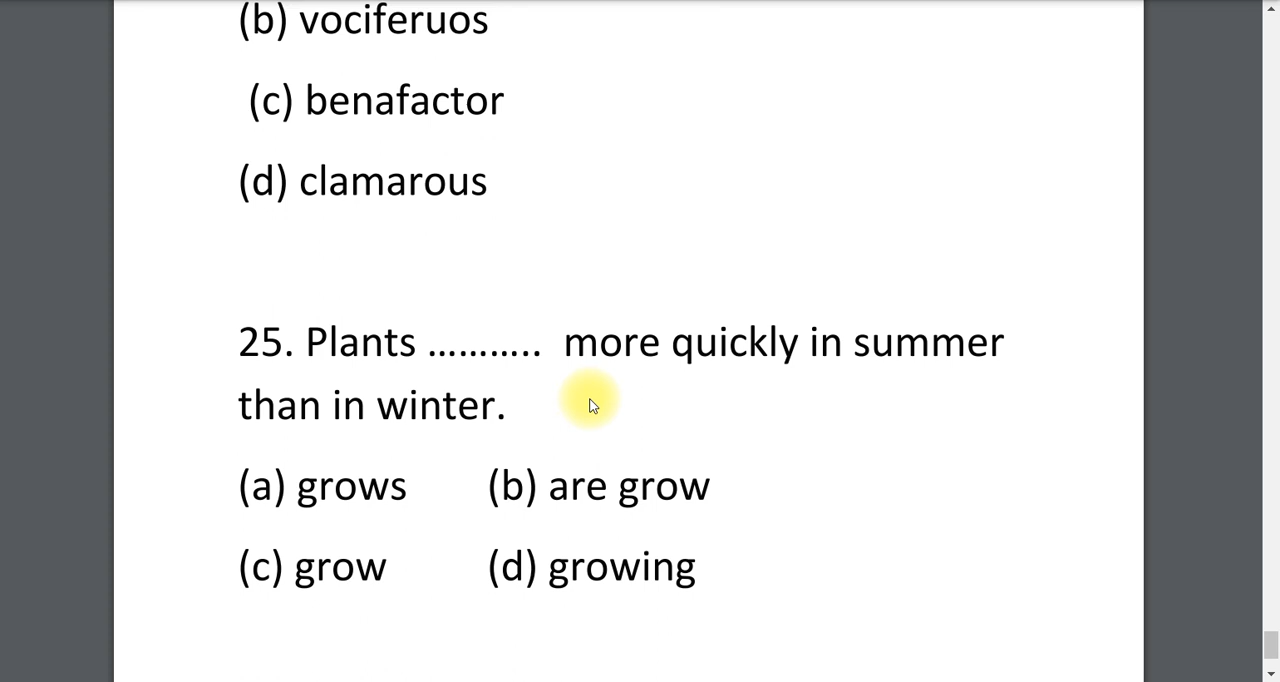 (b) vociferuos
(c) benafactor
(d) clamarous
25. Plants ……….. more quickly in summer
than in winter.
(a) grows (b) are grow
(c) grow (d) growing